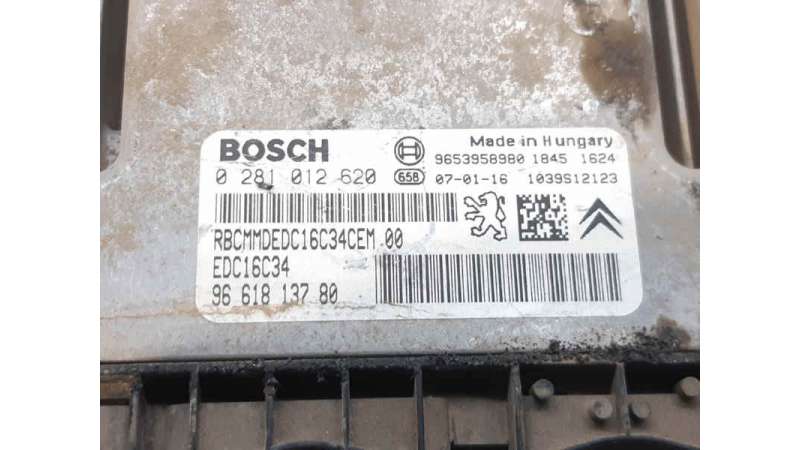 BOSCH
Made in Hungary
9653958980 1845 1624
0 281 012 620 658 07-01-16 1039S12123
RBCMMDEDC16C34CEM 00
EDC16C34
96 618 137 80